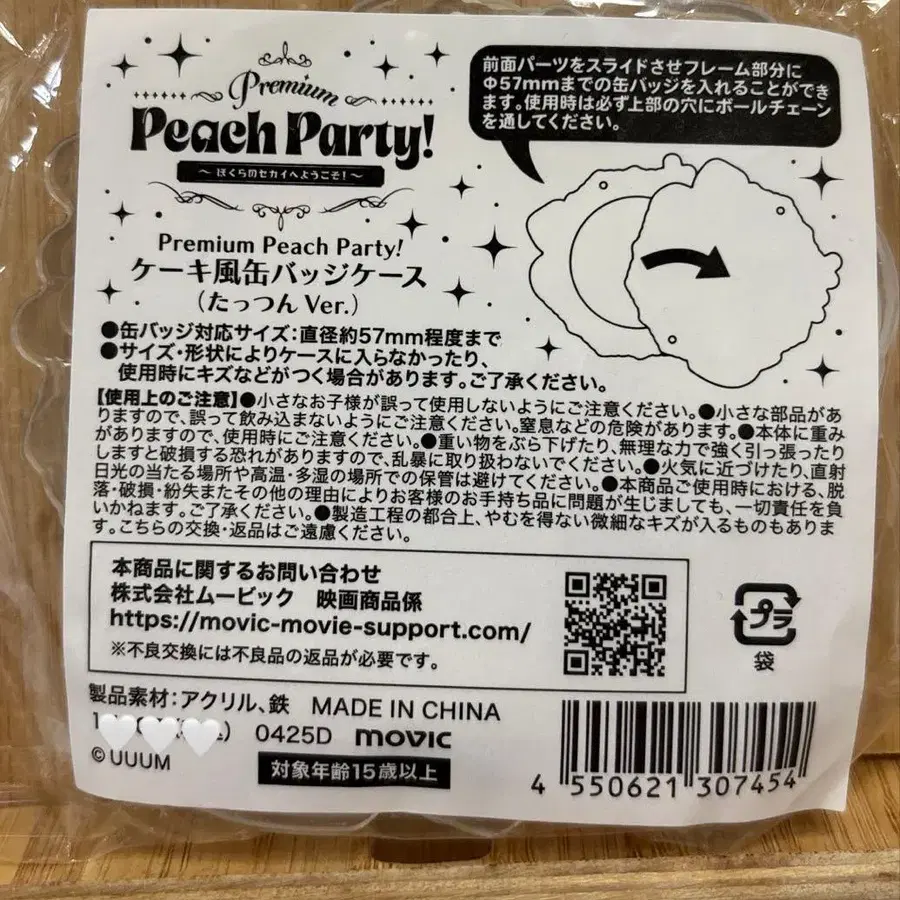 Premium
Peach Party!
～ぼくらのセカイへようこそ！～
前面パーツをスライドさせフレーム部分に
Φ57mmまでの缶バッジを入れることができ
ます。使用時は必ず上部の穴にボールチェーン
を通してください。
Premium Peach Party!
ケーキ風缶バッジケース
（たっつん Ver.）
●缶バッジ対応サイズ：直径約57mm程度まで
●サイズ・形状によりケースに入らなかったり、
使用時にキズなどがつく場合があります。ご了承ください。
【使用上のご注意】●小さなお子様が誤って使用しないようにご注意ください。●小さな部品があ
りますので、誤って飲み込まないようにご注意ください。窒息などの危険があります。●本体に重み
がありますので、使用時にご注意ください。●重い物をぶら下げたり、無理な力で強く引っ張ったり
しますと破損する恐れがありますので、乱暴に取り扱わないでください。●火気に近づけたり、直射
日光の当たる場所や高温・多湿の場所での保管は避けてください。●本商品ご使用時における、脱
落・破損・紛失またその他の理由によりお客様のお手持ち品に問題が生じましても、一切責任を負
いかねます。ご了承ください。●製造工程の都合上、やむを得ない微細なキズが入るものもありま
す。こちらの交換・返品はご遠慮ください。
本商品に関するお問い合わせ
株式会社ムービック　映画商品係
https://movic-movie-support.com/
※不良交換には不良品の返品が必要です。
プラ
袋
製品素材：アクリル、鉄　MADE IN CHINA
0425D movic
©UUUM
対象年齢15歳以上
4 550621 307454